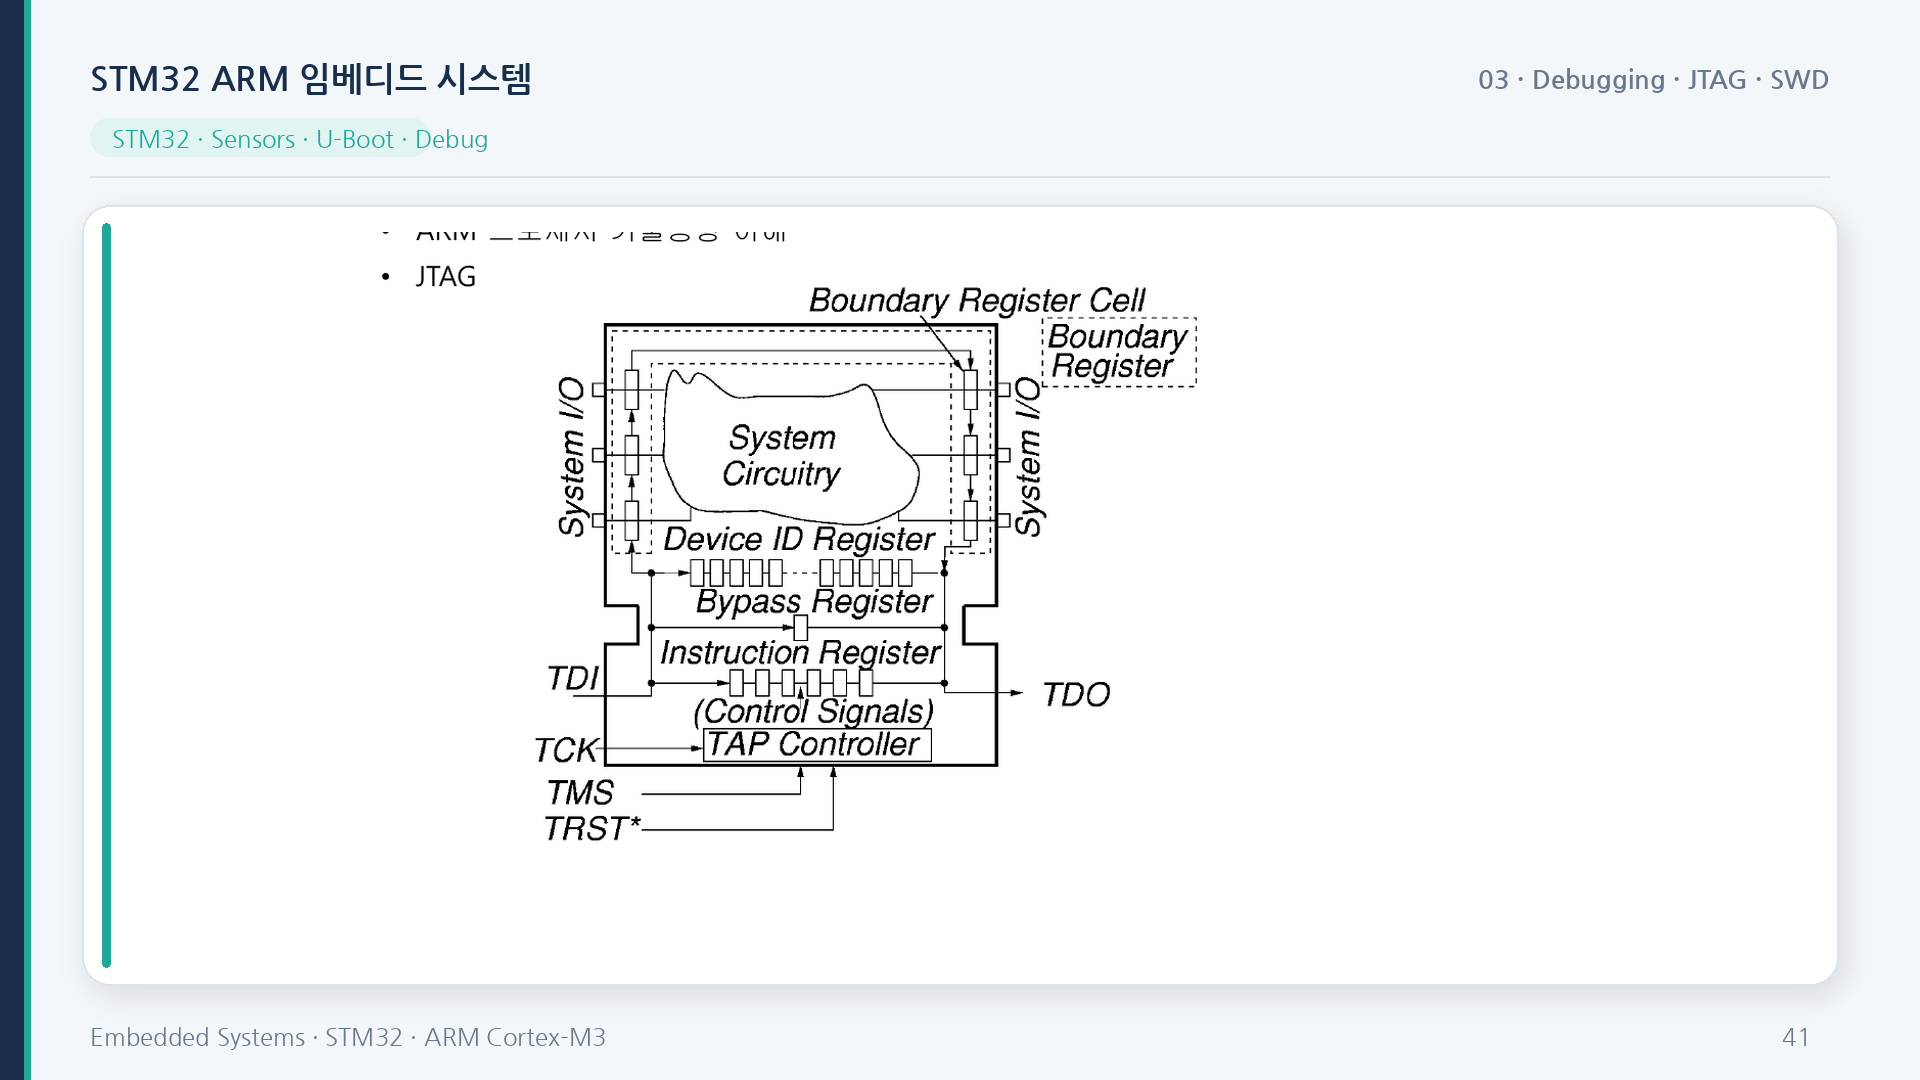 STM32 ARM 임베디드 시스템
03 · Debugging · JTAG · SWD
STM32 · Sensors · U-Boot · Debug
• ARM
• JTAG
Boundary Register Cell
Boundary
Register
System I/O
System I/O
System
Circuitry
Device ID Register
Bypass Register
Instruction Register
TDI
TDO
(Control Signals)
TCK
TAP Controller
TMS
TRST*
Embedded Systems · STM32 · ARM Cortex-M3
41